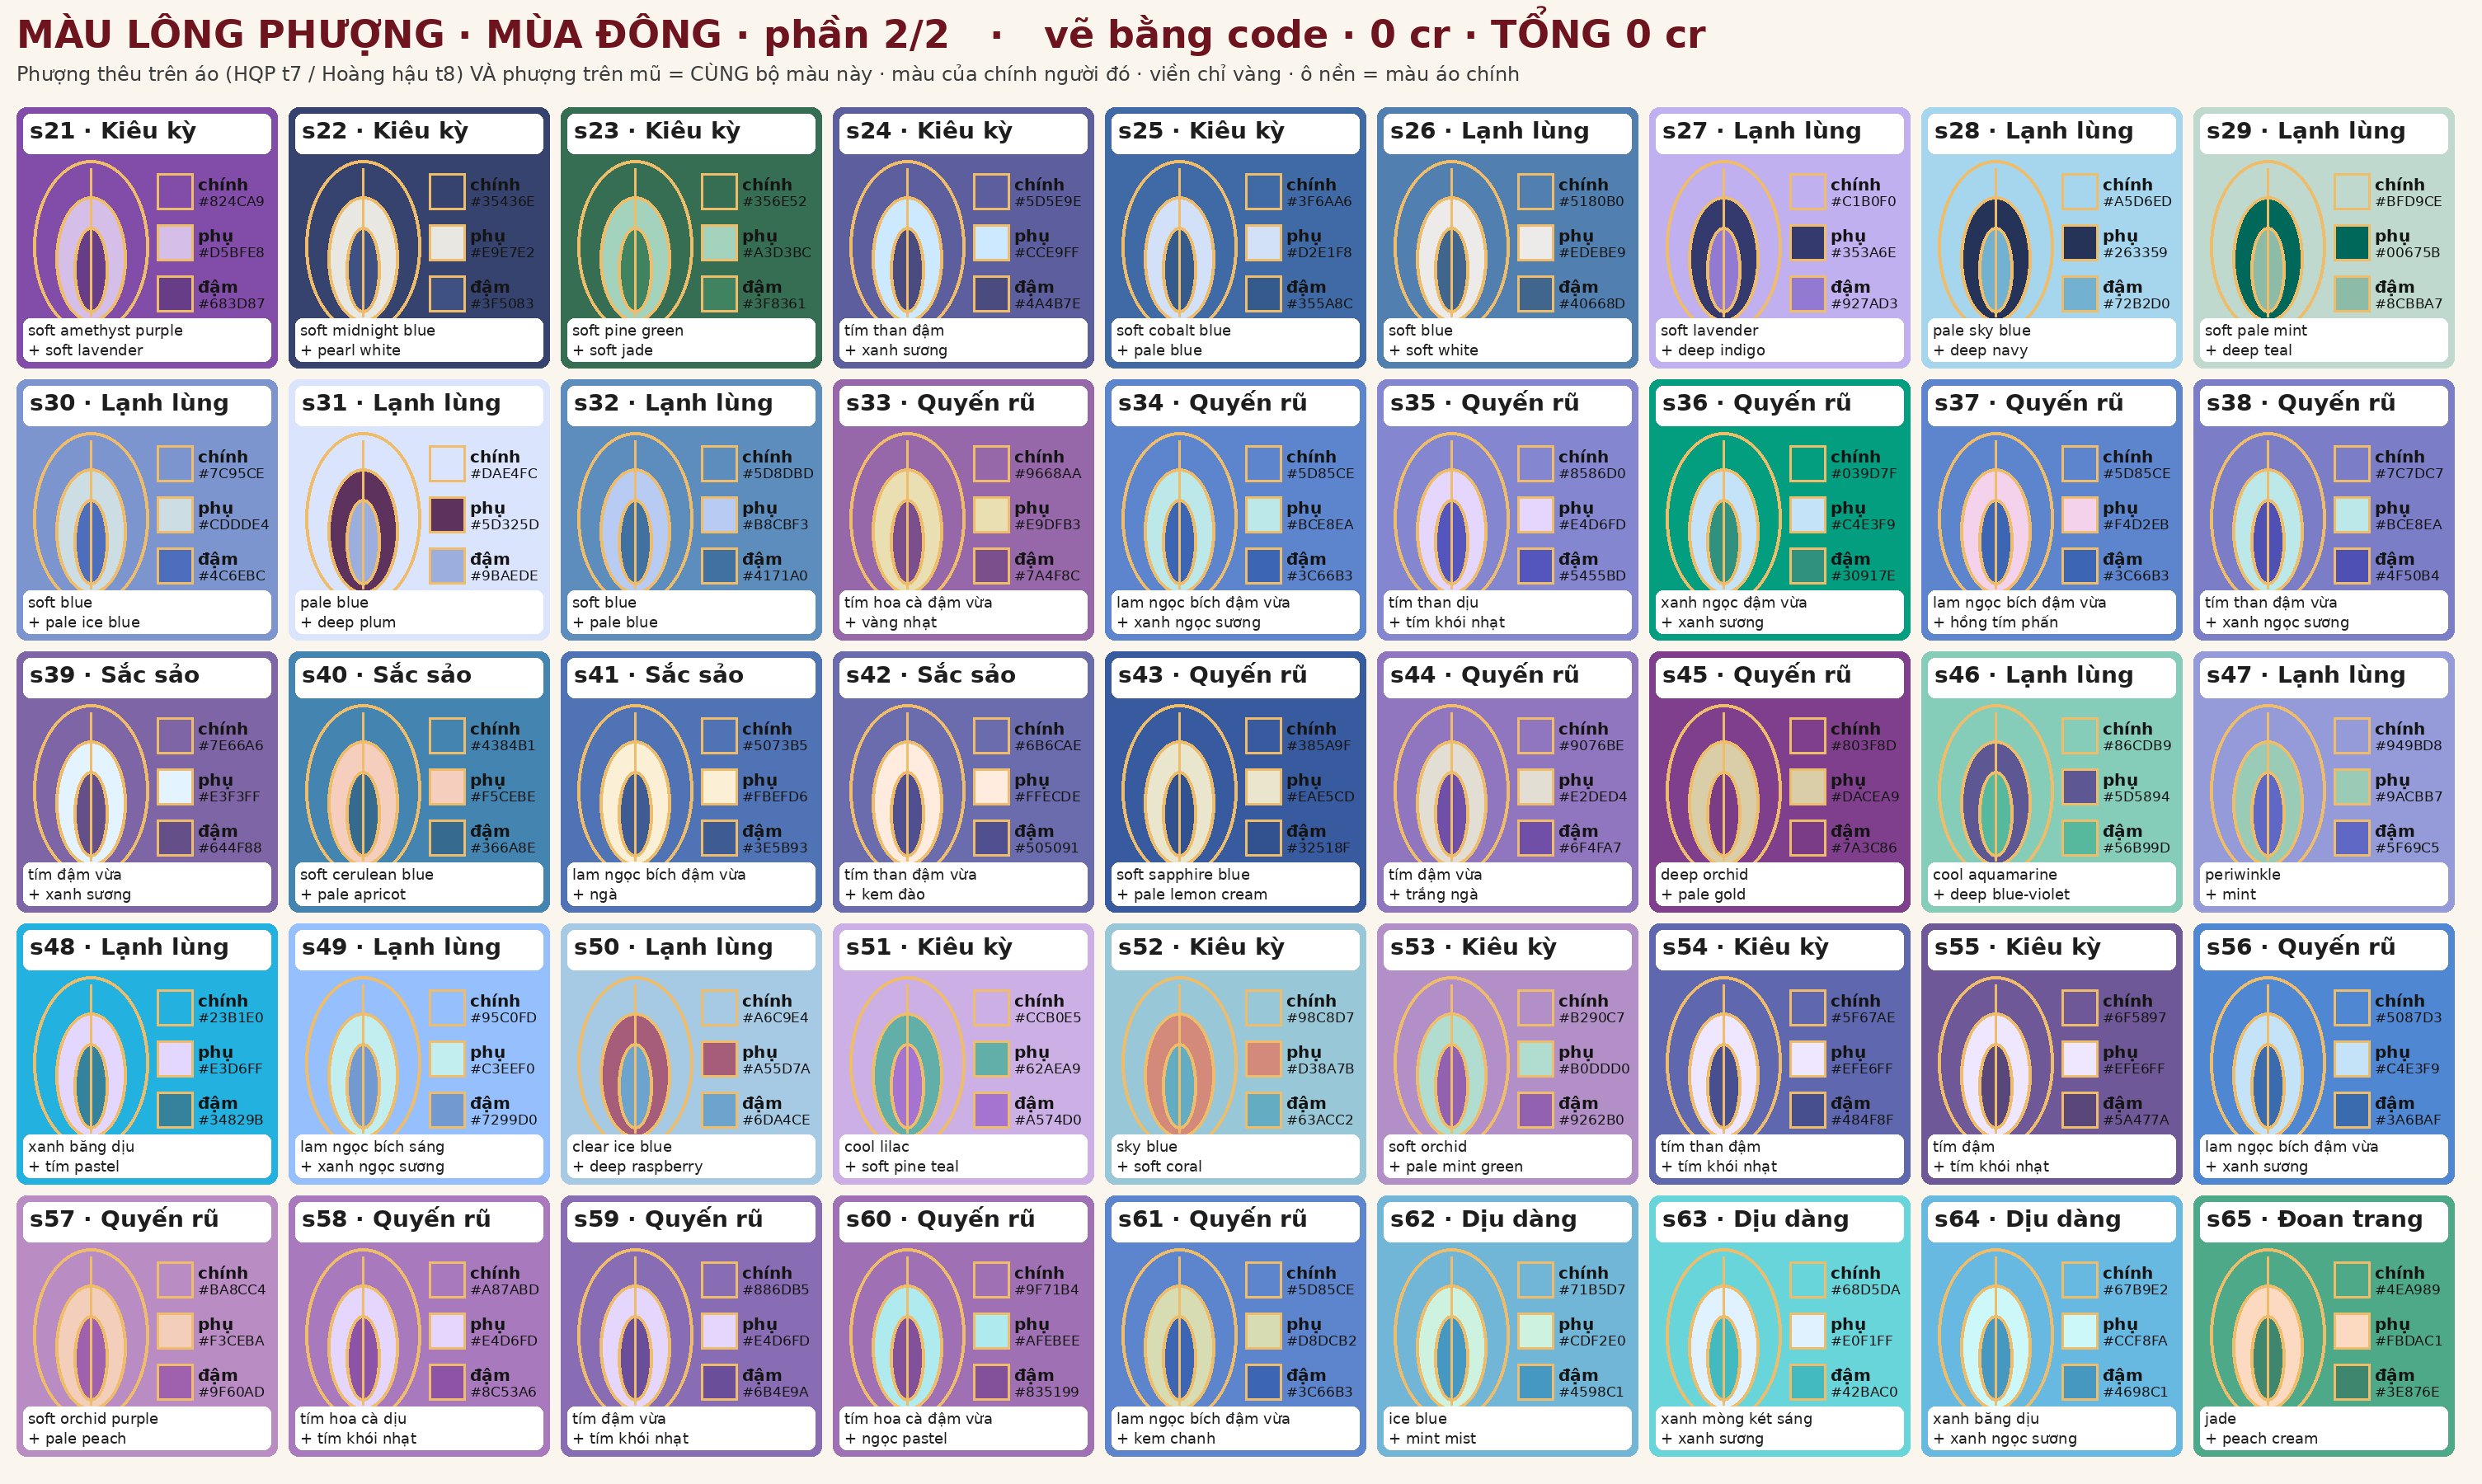 MÀU LÔNG PHƯỢNG · MÙA ĐÔNG · phần 2/2 · vẽ bằng code · 0 cr · TỔNG 0 cr
Phượng thêu trên áo (HQP t7 / Hoàng hậu t8) VÀ phượng trên mũ = CÙNG bộ màu này · màu của chính người đó · viền chỉ vàng · ô nền = màu áo chính
s21 · Kiêu kỳ
chính
#824CA9
phụ
#D5BFE8
đậm
#683D87
soft amethyst purple
+ soft lavender
s22 · Kiêu kỳ
chính
#35436E
phụ
#E9E7E2
đậm
#3F5083
soft midnight blue
+ pearl white
s23 · Kiêu kỳ
chính
#356E52
phụ
#A3D3BC
đậm
#3F8361
soft pine green
+ soft jade
s24 · Kiêu kỳ
chính
#5D5E9E
phụ
#CCE9FF
đậm
#4A4B7E
tím than đậm
+ xanh sương
s25 · Kiêu kỳ
chính
#3F6AA6
phụ
#D2E1F8
đậm
#355A8C
soft cobalt blue
+ pale blue
s26 · Lạnh lùng
chính
#5180B0
phụ
#EDEBE9
đậm
#40668D
soft blue
+ soft white
s27 · Lạnh lùng
chính
#C1B0F0
phụ
#353A6E
đậm
#927AD3
soft lavender
+ deep indigo
s28 · Lạnh lùng
chính
#A5D6ED
phụ
#263359
đậm
#72B2D0
pale sky blue
+ deep navy
s29 · Lạnh lùng
chính
#BFD9CE
phụ
#00675B
đậm
#8CBBA7
soft pale mint
+ deep teal
s30 · Lạnh lùng
chính
#7C95CE
phụ
#CDDDE4
đậm
#4C6EBC
soft blue
+ pale ice blue
s31 · Lạnh lùng
chính
#DAE4FC
phụ
#5D325D
đậm
#9BAEDE
pale blue
+ deep plum
s32 · Lạnh lùng
chính
#5D8DBD
phụ
#B8CBF3
đậm
#4171A0
soft blue
+ pale blue
s33 · Quyến rũ
chính
#9668AA
phụ
#E9DFB3
đậm
#7A4F8C
tím hoa cà đậm vừa
+ vàng nhạt
s34 · Quyến rũ
chính
#5D85CE
phụ
#BCE8EA
đậm
#3C66B3
lam ngọc bích đậm vừa
+ xanh ngọc sương
s35 · Quyến rũ
chính
#8586D0
phụ
#E4D6FD
đậm
#5455BD
tím than dịu
+ tím khói nhạt
s36 · Quyến rũ
chính
#039D7F
phụ
#C4E3F9
đậm
#30917E
xanh ngọc đậm vừa
+ xanh sương
s37 · Quyến rũ
chính
#5D85CE
phụ
#F4D2EB
đậm
#3C66B3
lam ngọc bích đậm vừa
+ hồng tím phấn
s38 · Quyến rũ
chính
#7C7DC7
phụ
#BCE8EA
đậm
#4F50B4
tím than đậm vừa
+ xanh ngọc sương
s39 · Sắc sảo
chính
#7E66A6
phụ
#E3F3FF
đậm
#644F88
tím đậm vừa
+ xanh sương
s40 · Sắc sảo
chính
#4384B1
phụ
#F5CEBE
đậm
#366A8E
soft cerulean blue
+ pale apricot
s41 · Sắc sảo
chính
#5073B5
phụ
#FBEFD6
đậm
#3E5B93
lam ngọc bích đậm vừa
+ ngà
s42 · Sắc sảo
chính
#6B6CAE
phụ
#FFECDE
đậm
#505091
tím than đậm vừa
+ kem đào
s43 · Quyến rũ
chính
#385A9F
phụ
#EAE5CD
đậm
#32518F
soft sapphire blue
+ pale lemon cream
s44 · Quyến rũ
chính
#9076BE
phụ
#E2DED4
đậm
#6F4FA7
tím đậm vừa
+ trắng ngà
s45 · Quyến rũ
chính
#803F8D
phụ
#DACEA9
đậm
#7A3C86
deep orchid
+ pale gold
s46 · Lạnh lùng
chính
#86CDB9
phụ
#5D5894
đậm
#56B99D
cool aquamarine
+ deep blue-violet
s47 · Lạnh lùng
chính
#949BD8
phụ
#9ACBB7
đậm
#5F69C5
periwinkle
+ mint
s48 · Lạnh lùng
chính
#23B1E0
phụ
#E3D6FF
đậm
#34829B
xanh băng dịu
+ tím pastel
s49 · Lạnh lùng
chính
#95C0FD
phụ
#C3EEF0
đậm
#7299D0
lam ngọc bích sáng
+ xanh ngọc sương
s50 · Lạnh lùng
chính
#A6C9E4
phụ
#A55D7A
đậm
#6DA4CE
clear ice blue
+ deep raspberry
s51 · Kiêu kỳ
chính
#CCB0E5
phụ
#62AEA9
đậm
#A574D0
cool lilac
+ soft pine teal
s52 · Kiêu kỳ
chính
#98C8D7
phụ
#D38A7B
đậm
#63ACC2
sky blue
+ soft coral
s53 · Kiêu kỳ
chính
#B290C7
phụ
#B0DDD0
đậm
#9262B0
soft orchid
+ pale mint green
s54 · Kiêu kỳ
chính
#5F67AE
phụ
#EFE6FF
đậm
#484F8F
tím than đậm
+ tím khói nhạt
s55 · Kiêu kỳ
chính
#6F5897
phụ
#EFE6FF
đậm
#5A477A
tím đậm
+ tím khói nhạt
s56 · Quyến rũ
chính
#5087D3
phụ
#C4E3F9
đậm
#3A6BAF
lam ngọc bích đậm vừa
+ xanh sương
s57 · Quyến rũ
chính
#BA8CC4
phụ
#F3CEBA
đậm
#9F60AD
soft orchid purple
+ pale peach
s58 · Quyến rũ
chính
#A87ABD
phụ
#E4D6FD
đậm
#8C53A6
tím hoa cà dịu
+ tím khói nhạt
s59 · Quyến rũ
chính
#886DB5
phụ
#E4D6FD
đậm
#6B4E9A
tím đậm vừa
+ tím khói nhạt
s60 · Quyến rũ
chính
#9F71B4
phụ
#AFEBEE
đậm
#835199
tím hoa cà đậm vừa
+ ngọc pastel
s61 · Quyến rũ
chính
#5D85CE
phụ
#D8DCB2
đậm
#3C66B3
lam ngọc bích đậm vừa
+ kem chanh
s62 · Dịu dàng
chính
#71B5D7
phụ
#CDF2E0
đậm
#4598C1
ice blue
+ mint mist
s63 · Dịu dàng
chính
#68D5DA
phụ
#E0F1FF
đậm
#42BAC0
xanh mòng két sáng
+ xanh sương
s64 · Dịu dàng
chính
#67B9E2
phụ
#CCF8FA
đậm
#4698C1
xanh băng dịu
+ xanh ngọc sương
s65 · Đoan trang
chính
#4EA989
phụ
#FBDAC1
đậm
#3E876E
jade
+ peach cream